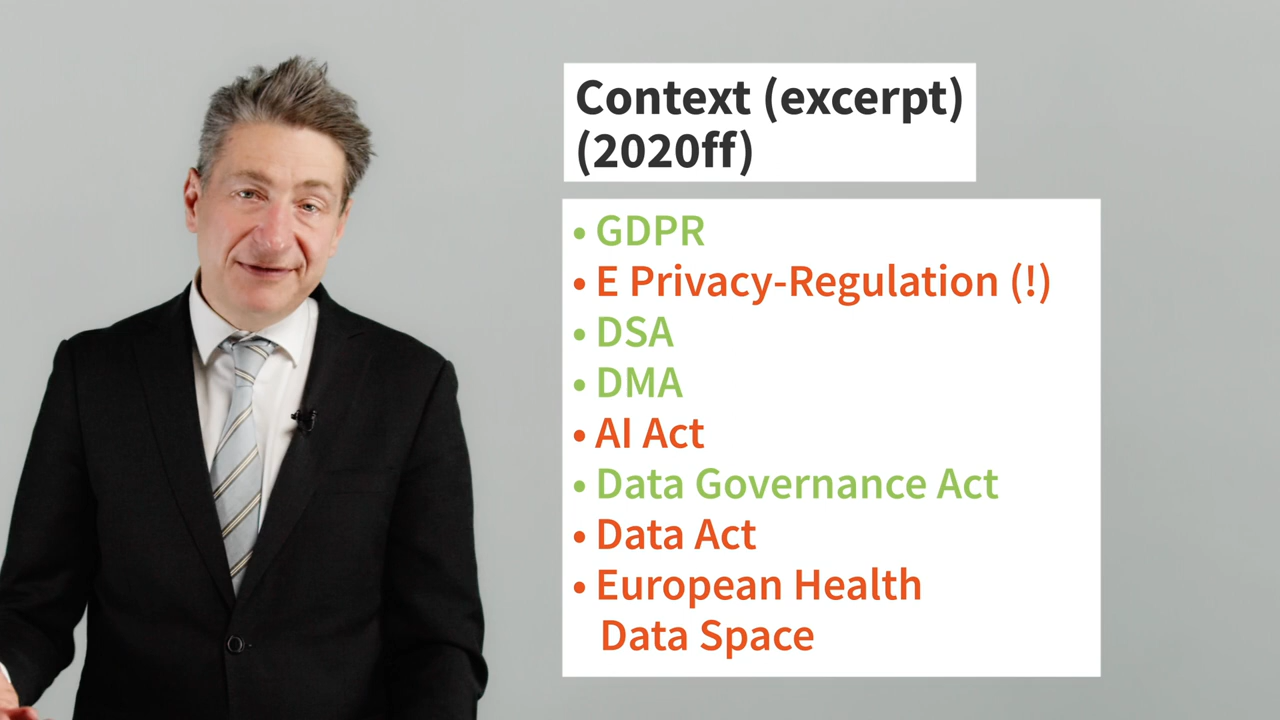 Context (excerpt)
(2020ff)
• GDPR
• E Privacy-Regulation (!)
• DSA
• DMA
• AI Act
• Data Governance Act
• Data Act
• European Health
Data Space